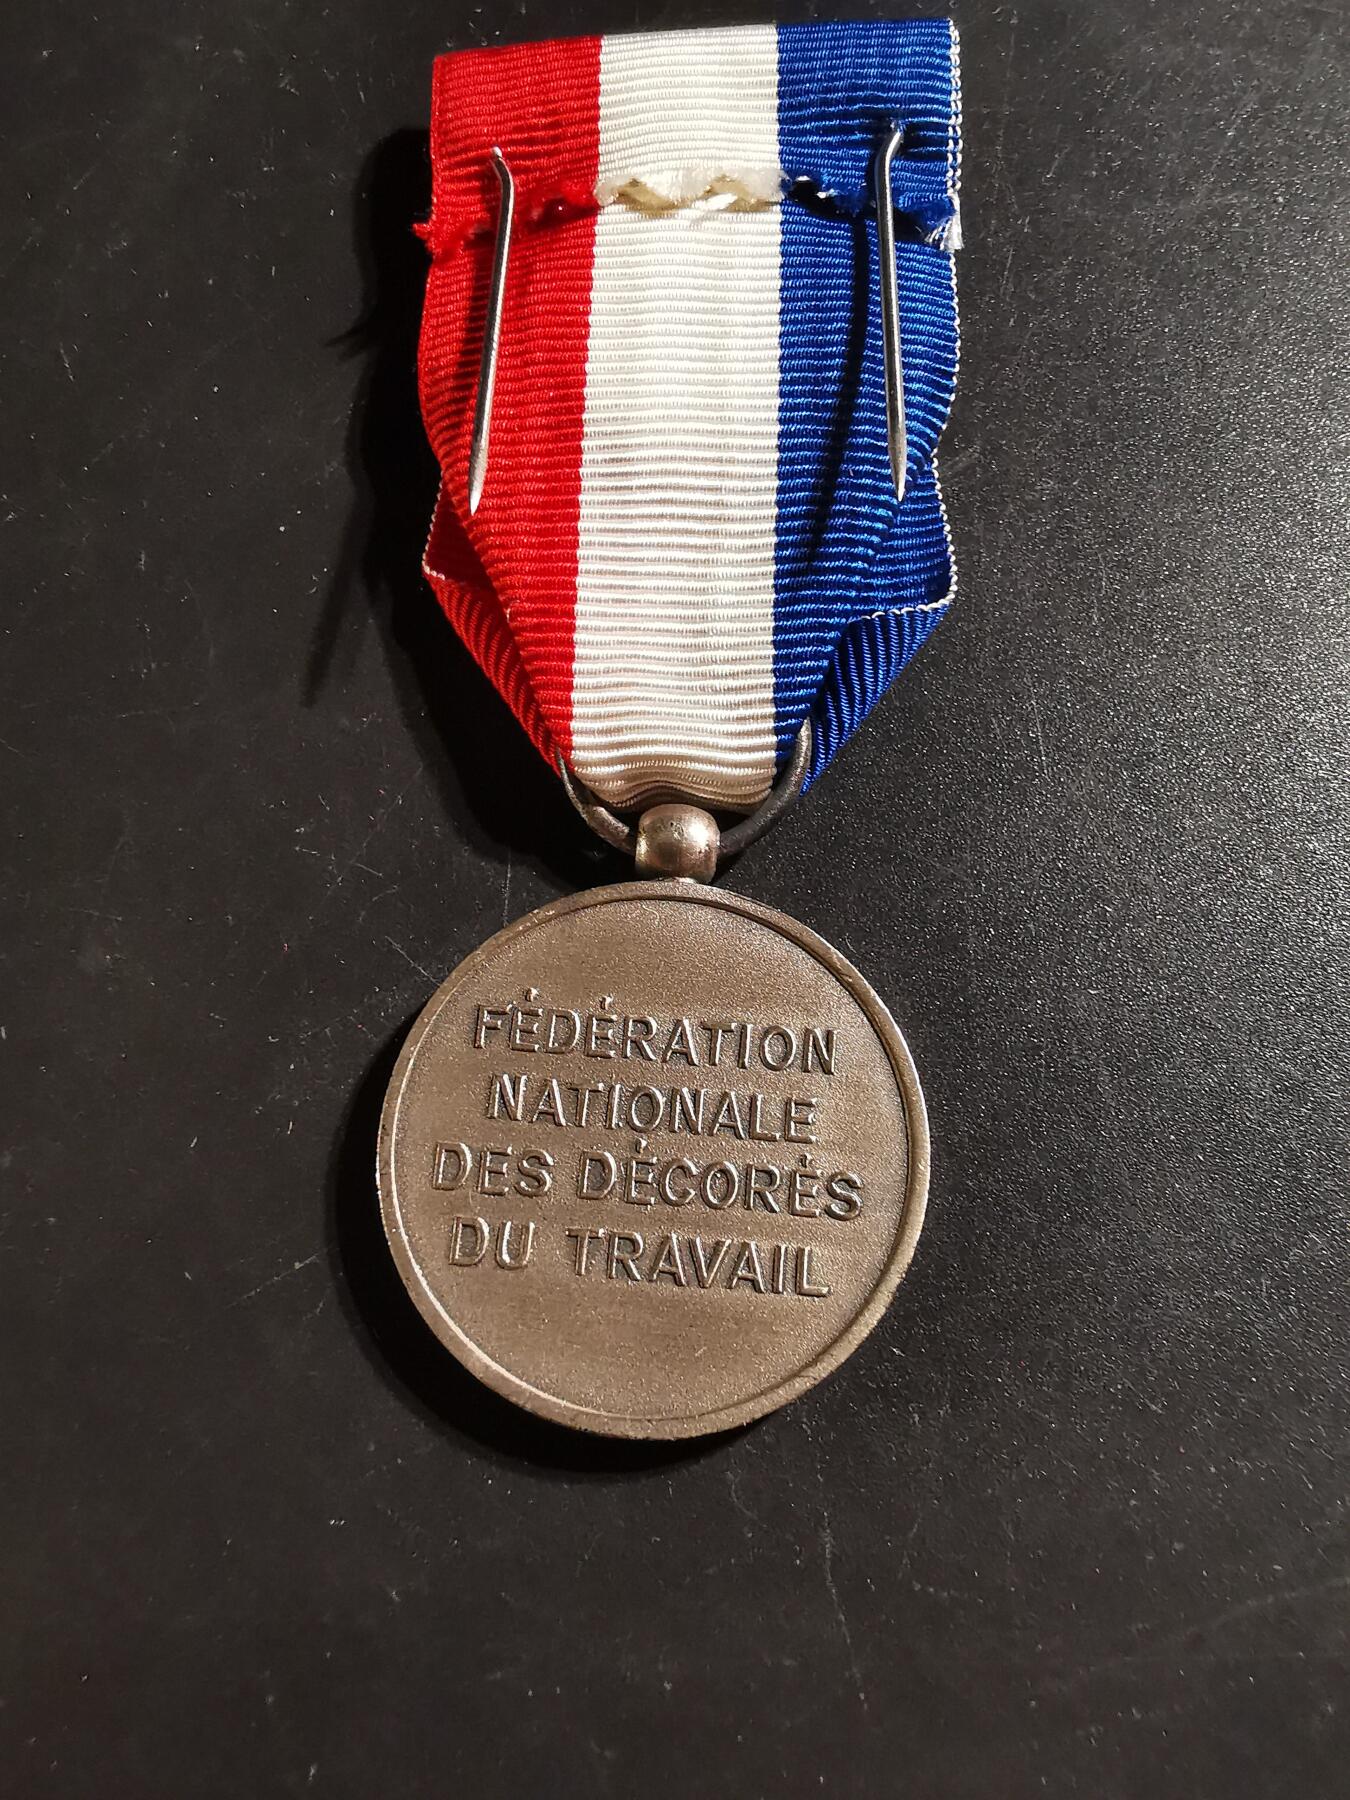 FÉDÉRATION
NATIONALE
DES DÉCORÉS
DU TRAVAIL